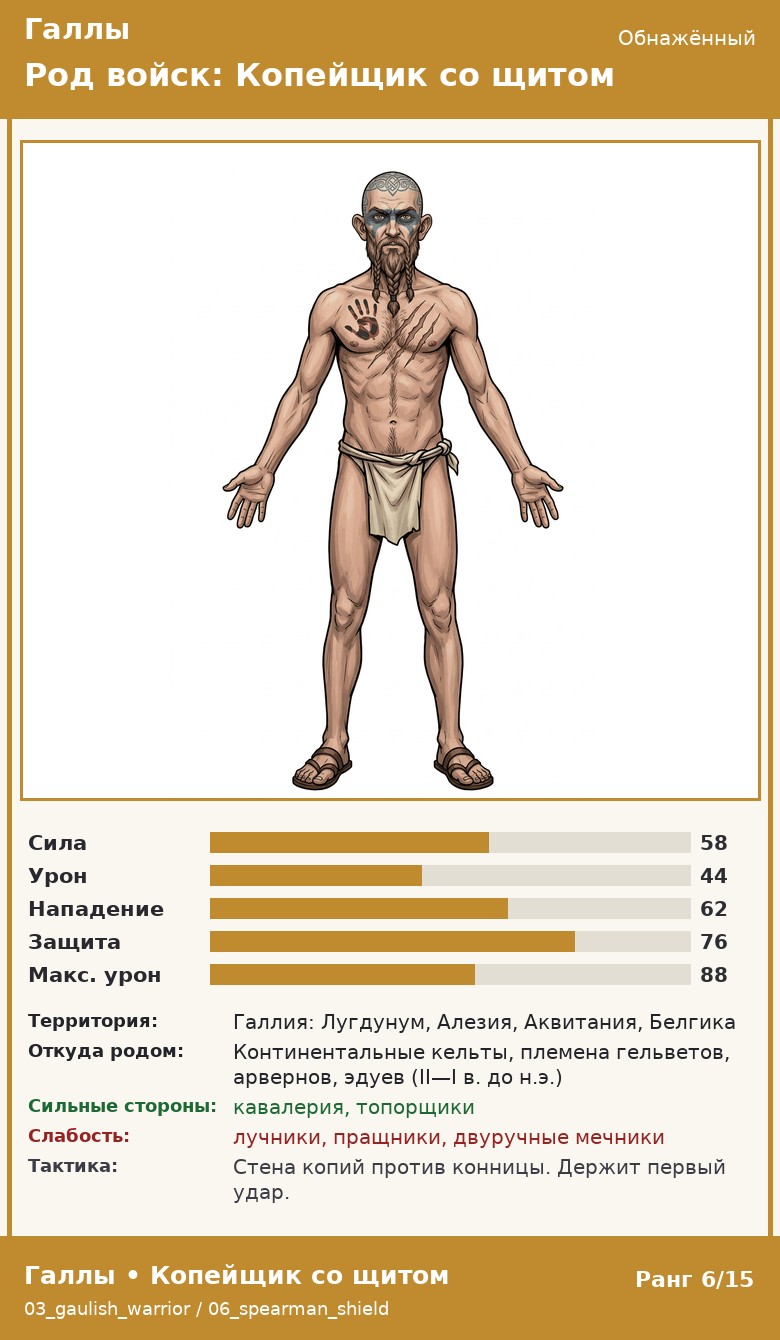 Галлы
Обнажённый
Род войск: Копейщик со щитом
Сила 58
Урон 44
Нападение 62
Защита 76
Макс. урон 88
Территория: Галлия: Лугдунум, Алезия, Аквитания, Белгика
Откуда родом: Континентальные кельты, племена гельветов,
арвернов, эдуев (II—I в. до н.э.)
Сильные стороны: кавалерия, топорщики
Слабость: лучники, пращники, двуручные мечники
Тактика: Стена копий против конницы. Держит первый
удар.
Галлы • Копейщик со щитом
Ранг 6/15
03_gaulish_warrior / 06_spearman_shield